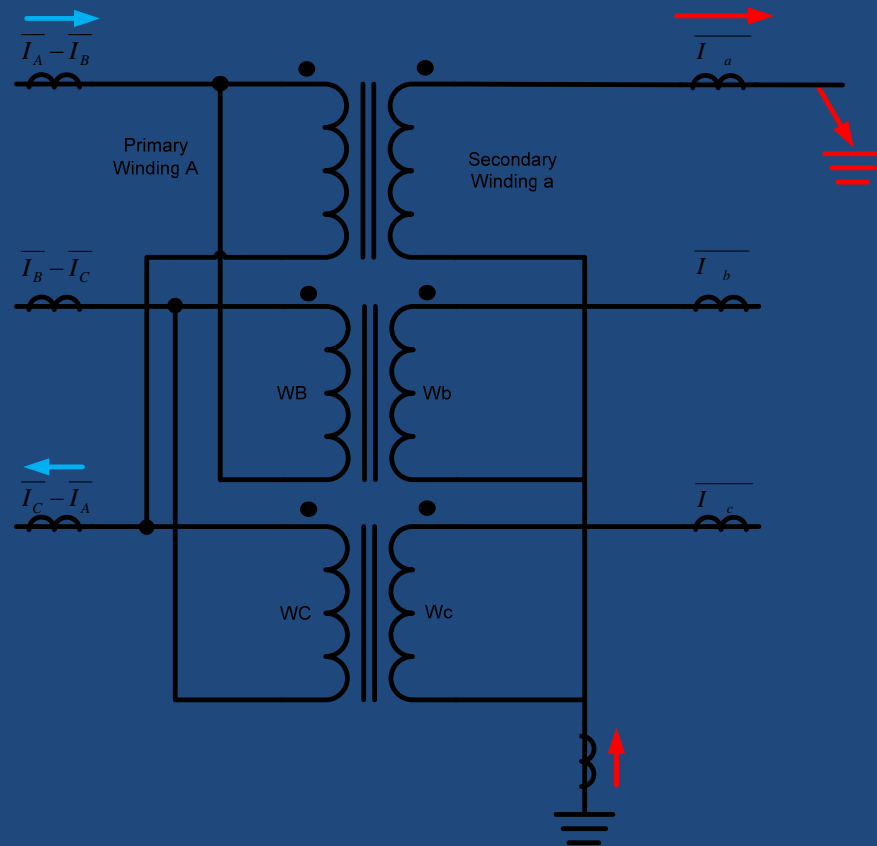 I_A − I_B
I_a
Primary
Winding A
Secondary
Winding a
I_B − I_C
I_b
WB
Wb
I_C − I_A
I_c
WC
Wc